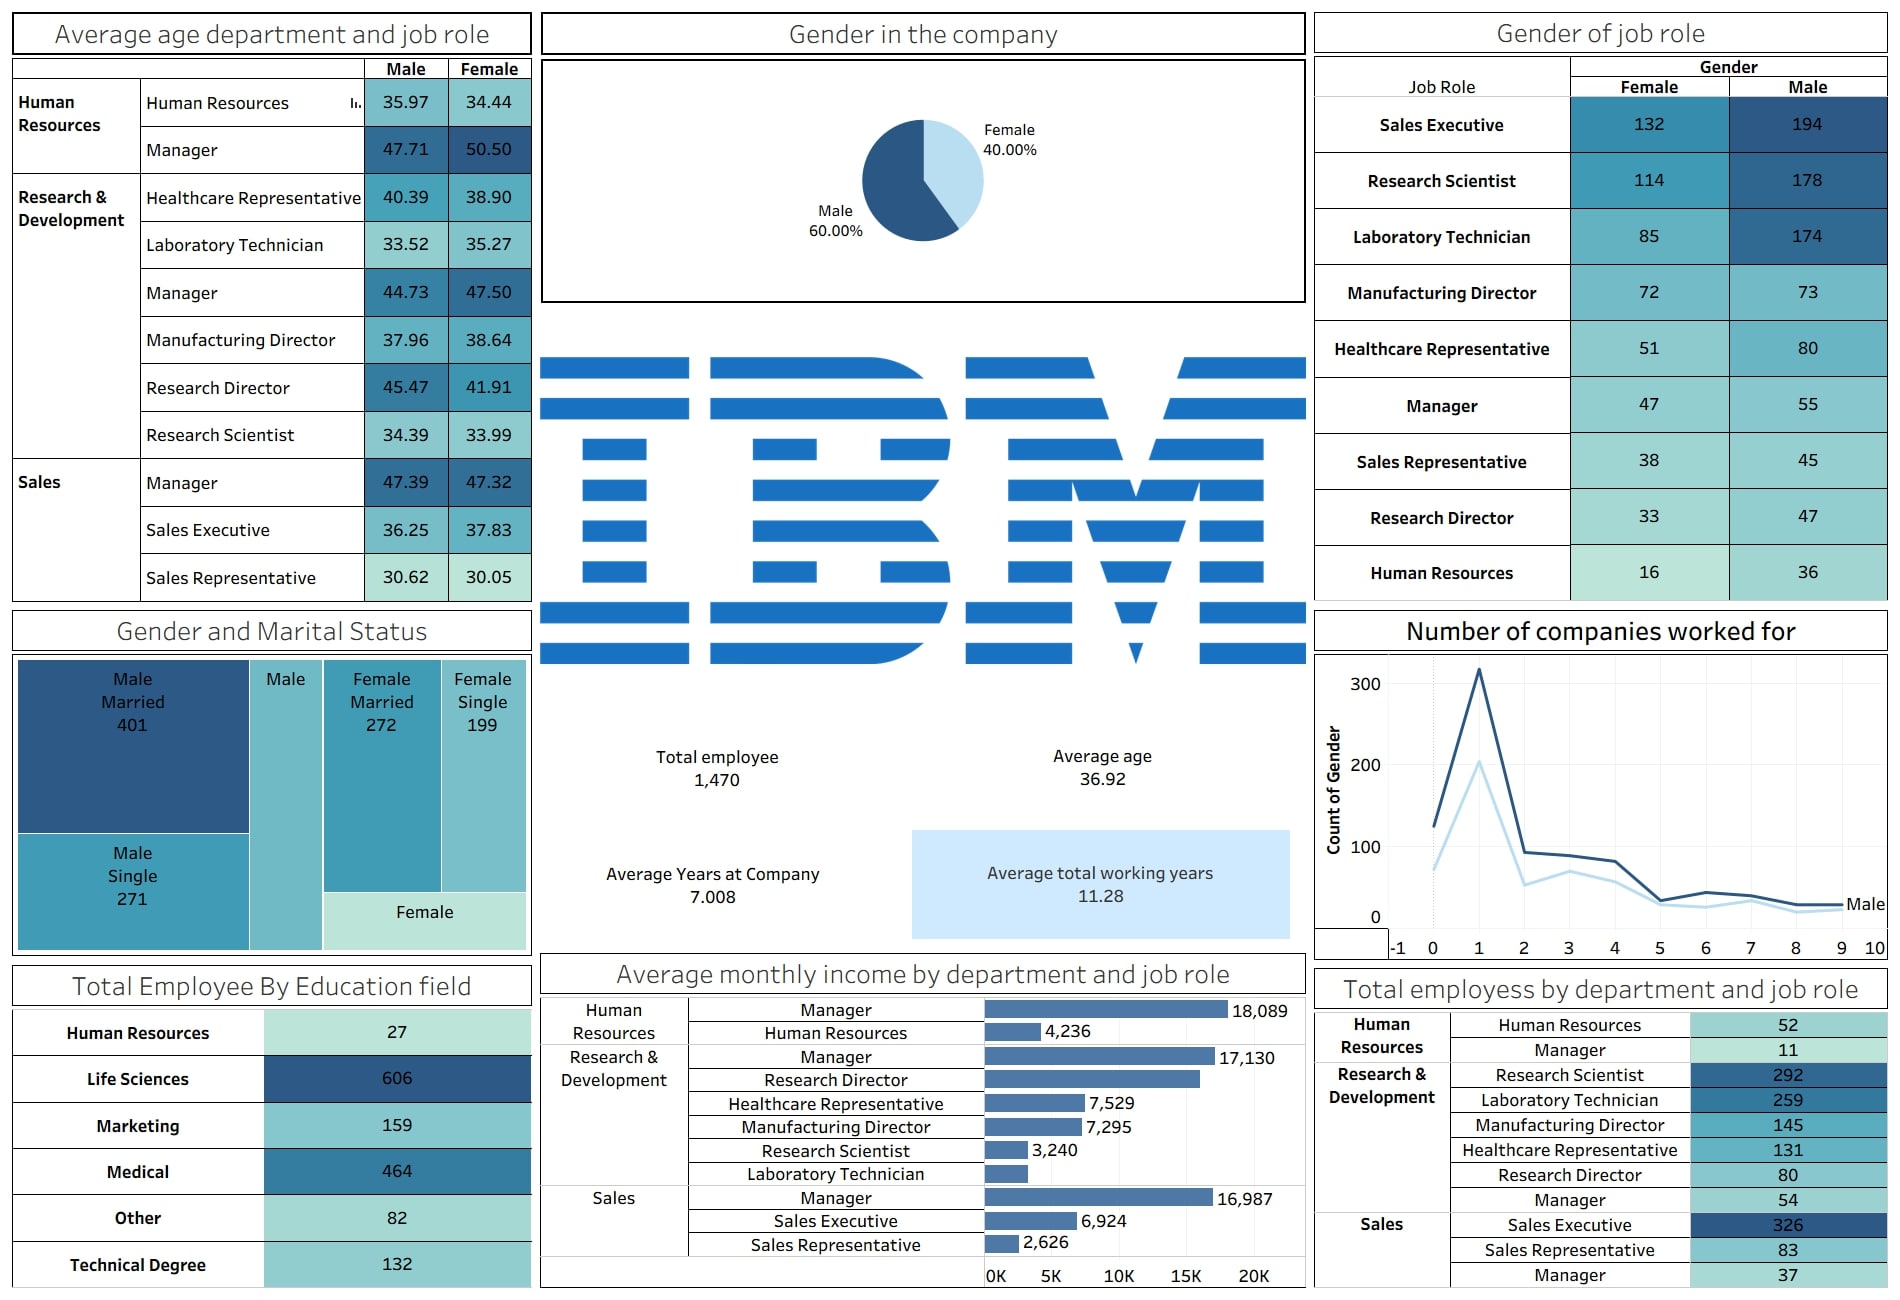 Average age department and job role
Male Female
Human Resources Human Resources 35.97 34.44
Manager 47.71 50.50
Research & Development Healthcare Representative 40.39 38.90
Laboratory Technician 33.52 35.27
Manager 44.73 47.50
Manufacturing Director 37.96 38.64
Research Director 45.47 41.91
Research Scientist 34.39 33.99
Sales Manager 47.39 47.32
Sales Executive 36.25 37.83
Sales Representative 30.62 30.05
Gender and Marital Status
Male
Married
401
Male
Single
271
Male
Female
Married
272
Female
Single
199
Female
Total Employee By Education field
Human Resources 27
Life Sciences 606
Marketing 159
Medical 464
Other 82
Technical Degree 132
Gender in the company
Female
40.00%
Male
60.00%
IBM
Total employee
1,470
Average age
36.92
Average Years at Company
7.008
Average total working years
11.28
Average monthly income by department and job role
Human Resources Manager 18,089
Human Resources 4,236
Research & Development Manager 17,130
Research Director
Healthcare Representative 7,529
Manufacturing Director 7,295
Research Scientist 3,240
Laboratory Technician
Sales Manager 16,987
Sales Executive 6,924
Sales Representative 2,626
0K 5K 10K 15K 20K
Gender of job role
Gender
Job Role Female Male
Sales Executive 132 194
Research Scientist 114 178
Laboratory Technician 85 174
Manufacturing Director 72 73
Healthcare Representative 51 80
Manager 47 55
Sales Representative 38 45
Research Director 33 47
Human Resources 16 36
Number of companies worked for
Count of Gender
300
200
100
0
Male
-1 0 1 2 3 4 5 6 7 8 9 10
Total employess by department and job role
Human Resources Human Resources 52
Manager 11
Research & Development Research Scientist 292
Laboratory Technician 259
Manufacturing Director 145
Healthcare Representative 131
Research Director 80
Manager 54
Sales Sales Executive 326
Sales Representative 83
Manager 37